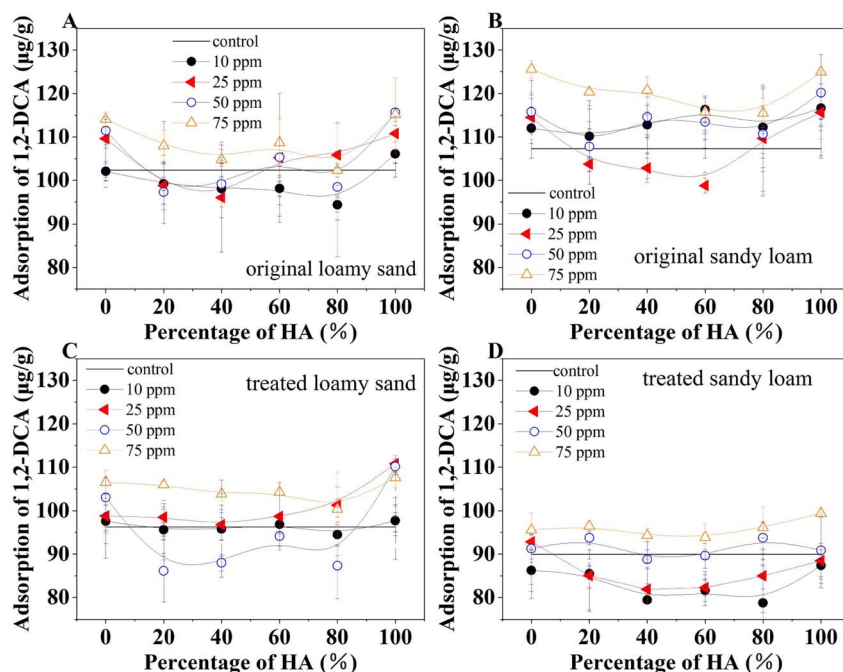 A
control
10 ppm
25 ppm
50 ppm
75 ppm
original loamy sand
Adsorption of 1,2-DCA (μg/g)
130
120
110
100
90
80
0 20 40 60 80 100
Percentage of HA (%)
B
control
10 ppm
25 ppm
50 ppm
75 ppm
original sandy loam
Adsorption of 1,2-DCA (μg/g)
130
120
110
100
90
80
0 20 40 60 80 100
Percentage of HA (%)
C
control
10 ppm
25 ppm
50 ppm
75 ppm
treated loamy sand
Adsorption of 1,2-DCA (μg/g)
130
120
110
100
90
80
0 20 40 60 80 100
Percentage of HA (%)
D
control
10 ppm
25 ppm
50 ppm
75 ppm
treated sandy loam
Adsorption of 1,2-DCA (μg/g)
130
120
110
100
90
80
0 20 40 60 80 100
Percentage of HA (%)